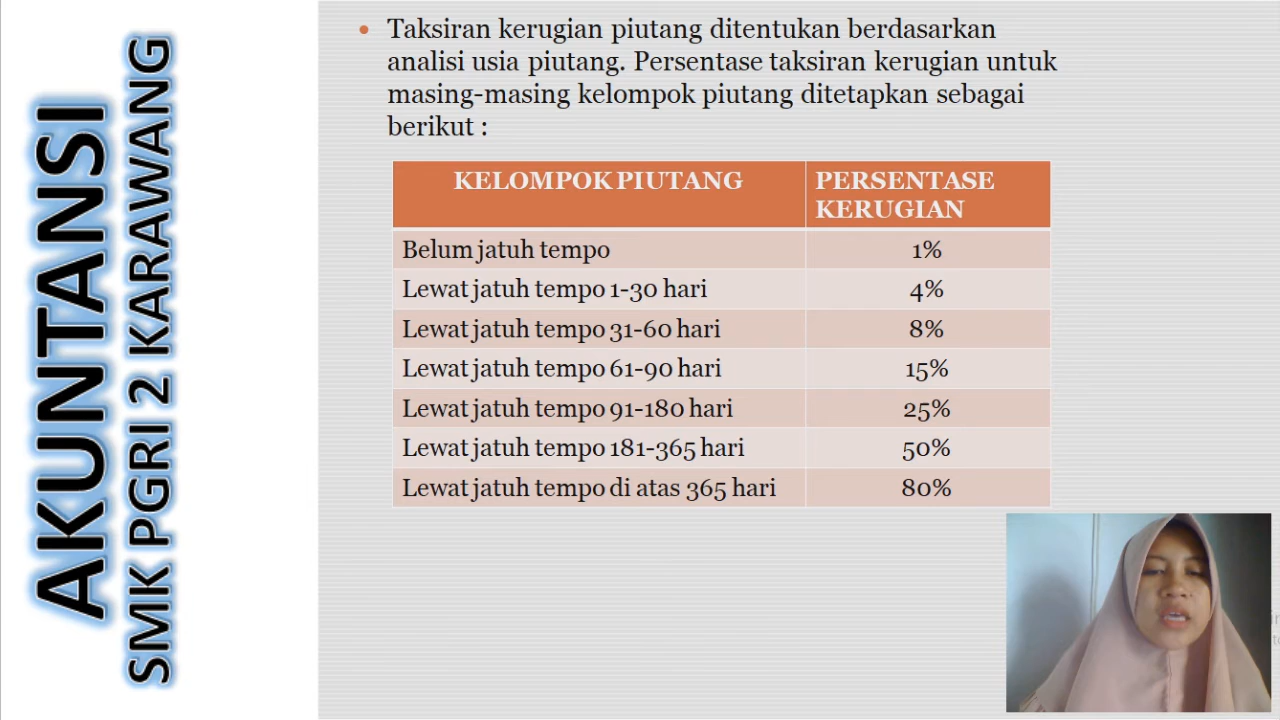 AKUNTANSI
SMK PGRI 2 KARAWANG
• Taksiran kerugian piutang ditentukan berdasarkan
analisi usia piutang. Persentase taksiran kerugian untuk
masing-masing kelompok piutang ditetapkan sebagai
berikut :
KELOMPOK PIUTANG PERSENTASE
KERUGIAN
Belum jatuh tempo 1%
Lewat jatuh tempo 1-30 hari 4%
Lewat jatuh tempo 31-60 hari 8%
Lewat jatuh tempo 61-90 hari 15%
Lewat jatuh tempo 91-180 hari 25%
Lewat jatuh tempo 181-365 hari 50%
Lewat jatuh tempo di atas 365 hari 80%